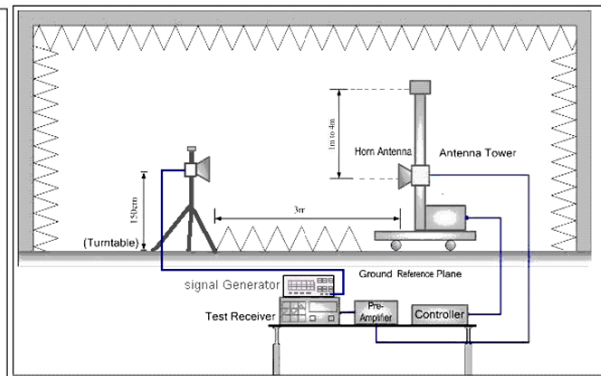 1m to 4m
Horn Antenna
Antenna Tower
150cm
3m
(Turntable)
Ground Reference Plane
signal Generator
Test Receiver
Pre-
Amplifier
Controller